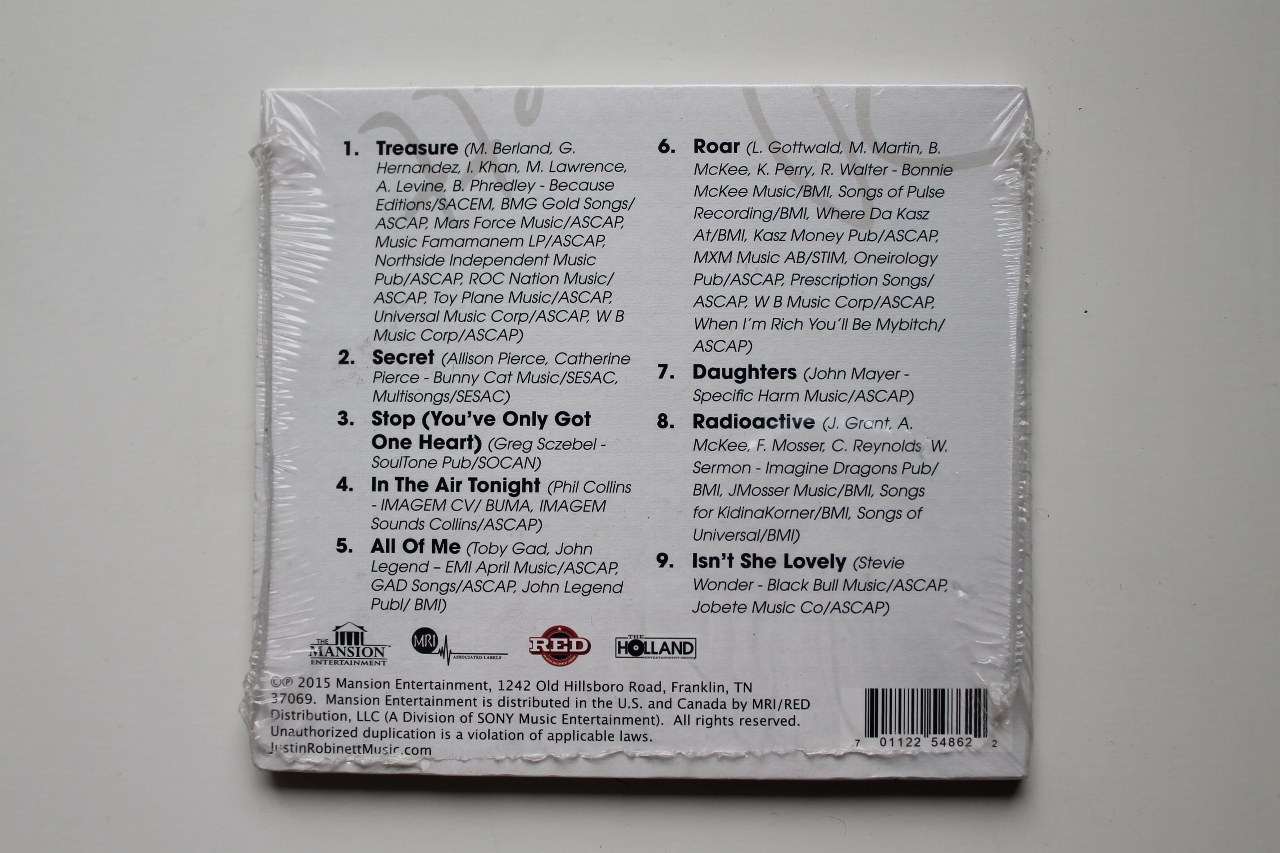 1. Treasure (M. Berland, G.
Hernandez, I. Khan, M. Lawrence,
A. Levine, B. Phredley - Because
Editions/SACEM, BMG Gold Songs/
ASCAP, Mars Force Music/ASCAP,
Music Famamanem LP/ASCAP,
Northside Independent Music
Pub/ASCAP, ROC Nation Music/
ASCAP, Toy Plane Music/ASCAP,
Universal Music Corp/ASCAP, W B
Music Corp/ASCAP)
2. Secret (Allison Pierce, Catherine
Pierce - Bunny Cat Music/SESAC,
Multisongs/SESAC)
3. Stop (You've Only Got
One Heart) (Greg Sczebel -
SoulTone Pub/SOCAN)
4. In The Air Tonight (Phil Collins
- IMAGEM CV/ BUMA, IMAGEM
Sounds Collins/ASCAP)
5. All Of Me (Toby Gad, John
Legend – EMI April Music/ASCAP,
GAD Songs/ASCAP, John Legend
Publ/ BMI)
6. Roar (L. Gottwald, M. Martin, B.
McKee, K. Perry, R. Walter - Bonnie
McKee Music/BMI, Songs of Pulse
Recording/BMI, Where Da Kasz
At/BMI, Kasz Money Pub/ASCAP,
MXM Music AB/STIM, Oneirology
Pub/ASCAP, Prescription Songs/
ASCAP, W B Music Corp/ASCAP,
When I'm Rich You'll Be Mybitch/
ASCAP)
7. Daughters (John Mayer -
Specific Harm Music/ASCAP)
8. Radioactive (J. Grant, A.
McKee, F. Mosser, C. Reynolds W.
Sermon - Imagine Dragons Pub/
BMI, JMosser Music/BMI, Songs
for KidinaKorner/BMI, Songs of
Universal/BMI)
9. Isn't She Lovely (Stevie
Wonder - Black Bull Music/ASCAP,
Jobete Music Co/ASCAP)
THE
MANSION
ENTERTAINMENT
MRI
ASSOCIATED LABELS
RED
THE
HOLLAND
ENTERTAINMENT
©℗ 2015 Mansion Entertainment, 1242 Old Hillsboro Road, Franklin, TN
37069. Mansion Entertainment is distributed in the U.S. and Canada by MRI/RED
Distribution, LLC (A Division of SONY Music Entertainment). All rights reserved.
Unauthorized duplication is a violation of applicable laws.
JustinRobinettMusic.com
7 01122 54862 2